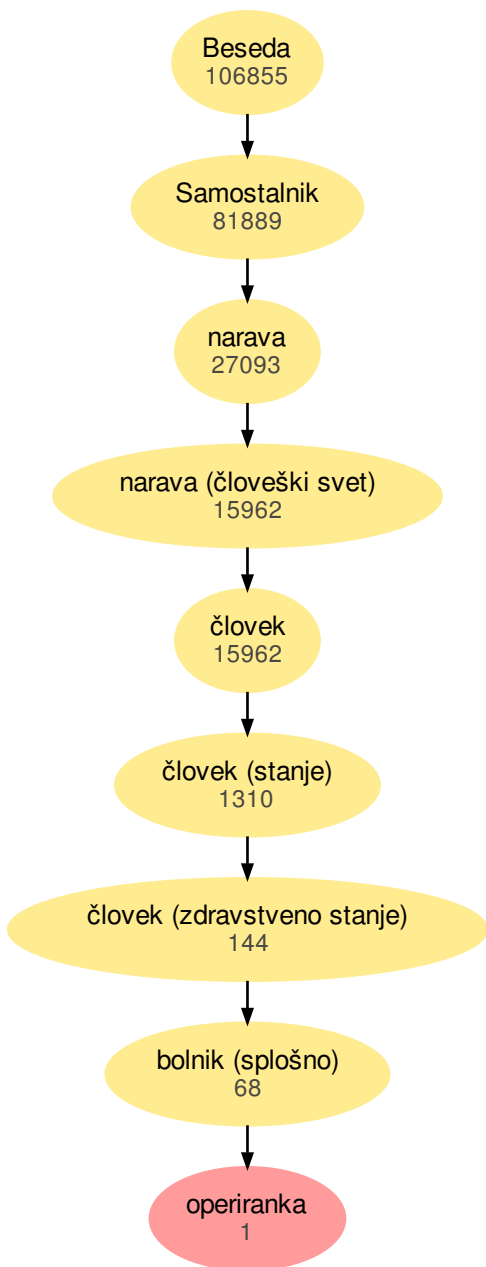 Beseda
106855
Samostalnik
81889
narava
27093
narava (človeški svet)
15962
človek
15962
človek (stanje)
1310
človek (zdravstveno stanje)
144
bolnik (splošno)
68
operiranka
1